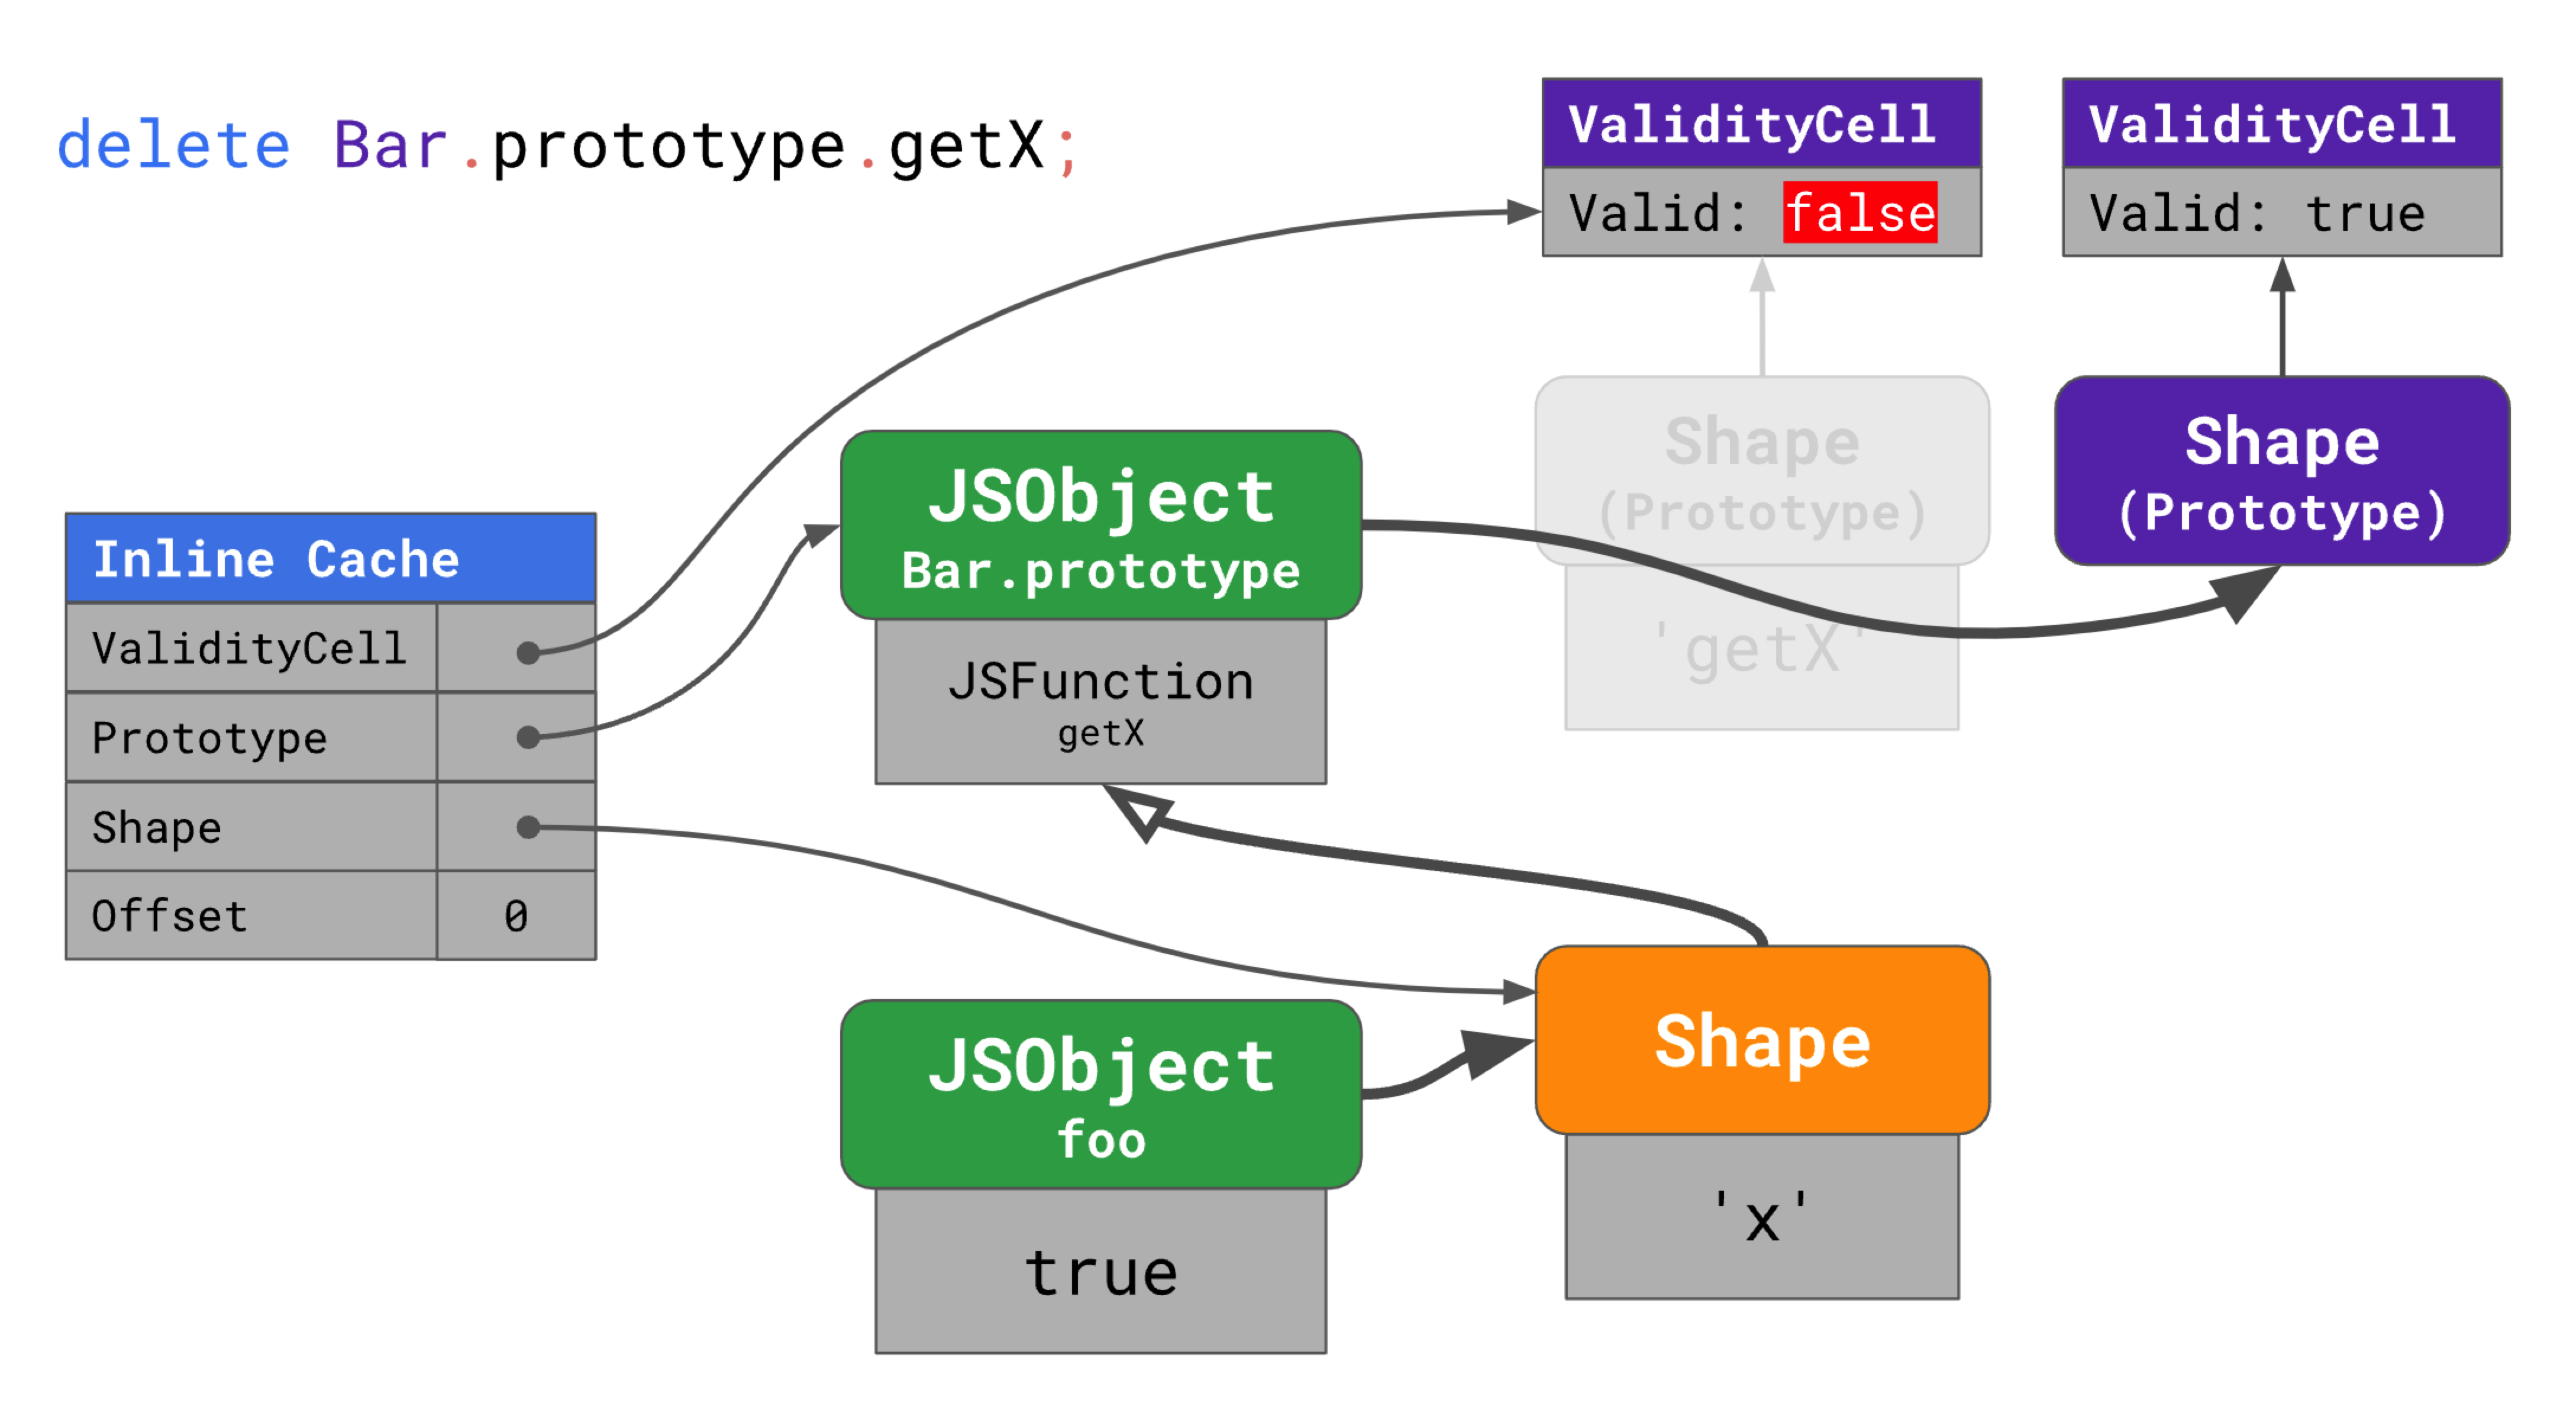 delete Bar.prototype.getX;
ValidityCell
Valid: false
ValidityCell
Valid: true
Shape
(Prototype)
'getX'
Shape
(Prototype)
JSObject
Bar.prototype
JSFunction
getX
Inline Cache
ValidityCell
Prototype
Shape
Offset 0
JSObject
foo
true
Shape
'x'